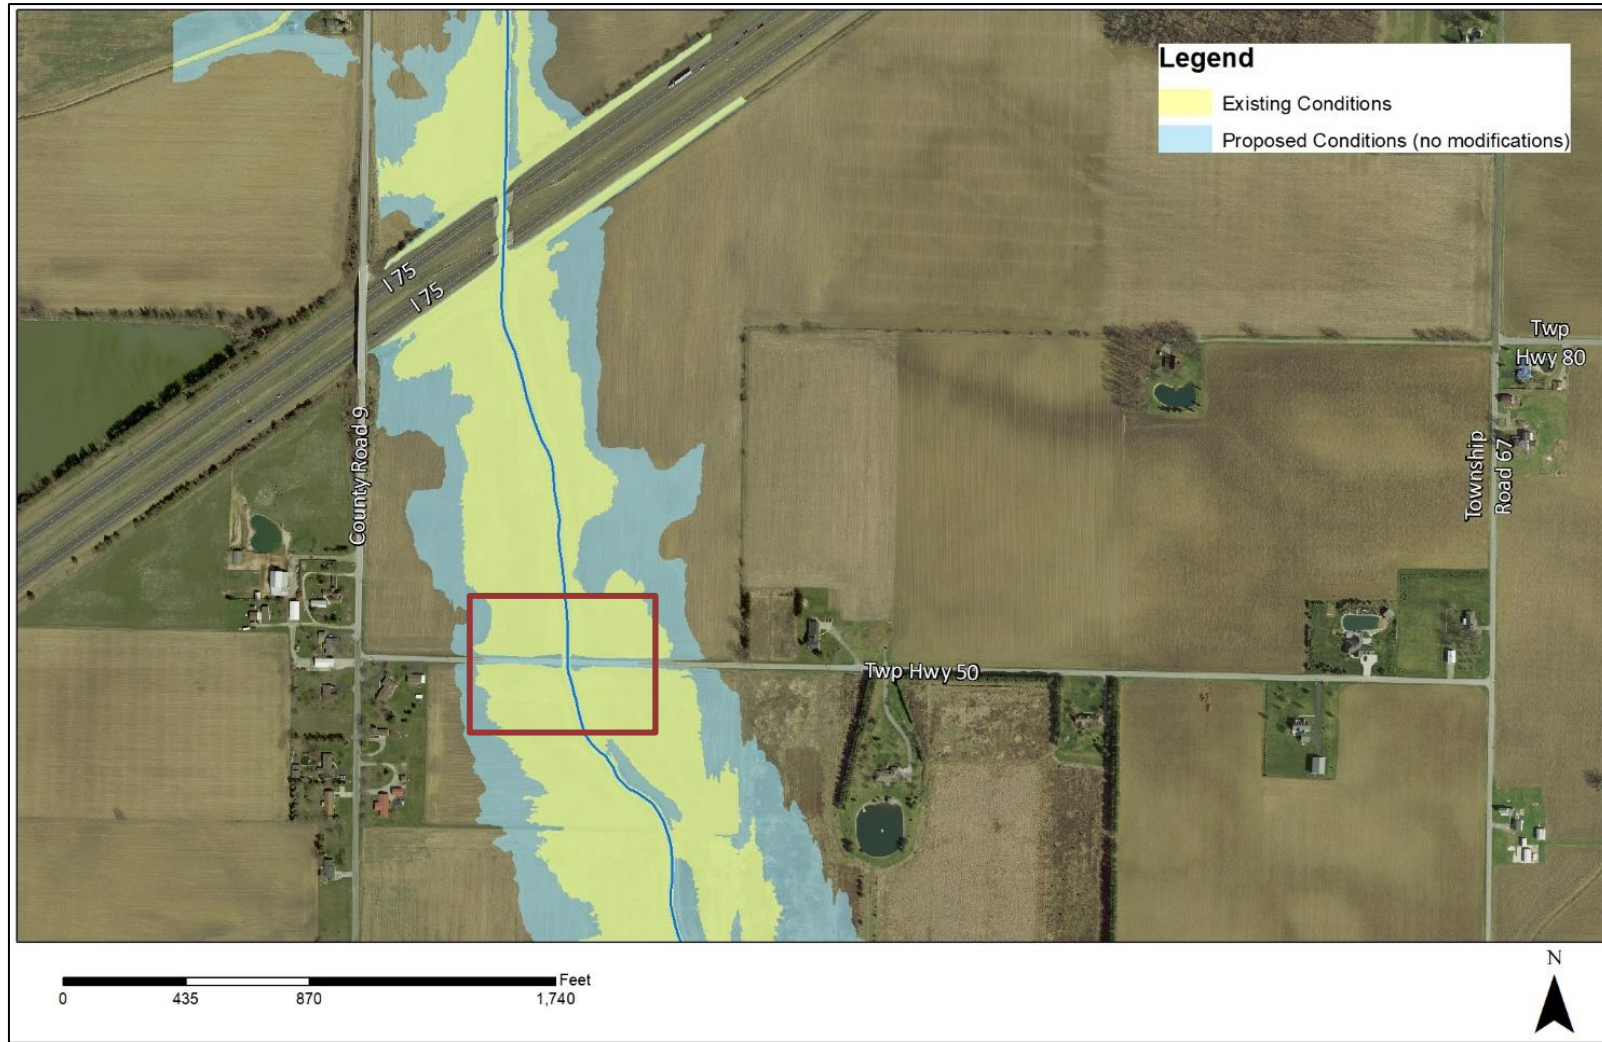 Legend
Existing Conditions
Proposed Conditions (no modifications)
I 75
I 75
County Road 9
Twp
Hwy 80
Township
Road 67
Twp Hwy 50
Feet
0 435 870 1,740
N